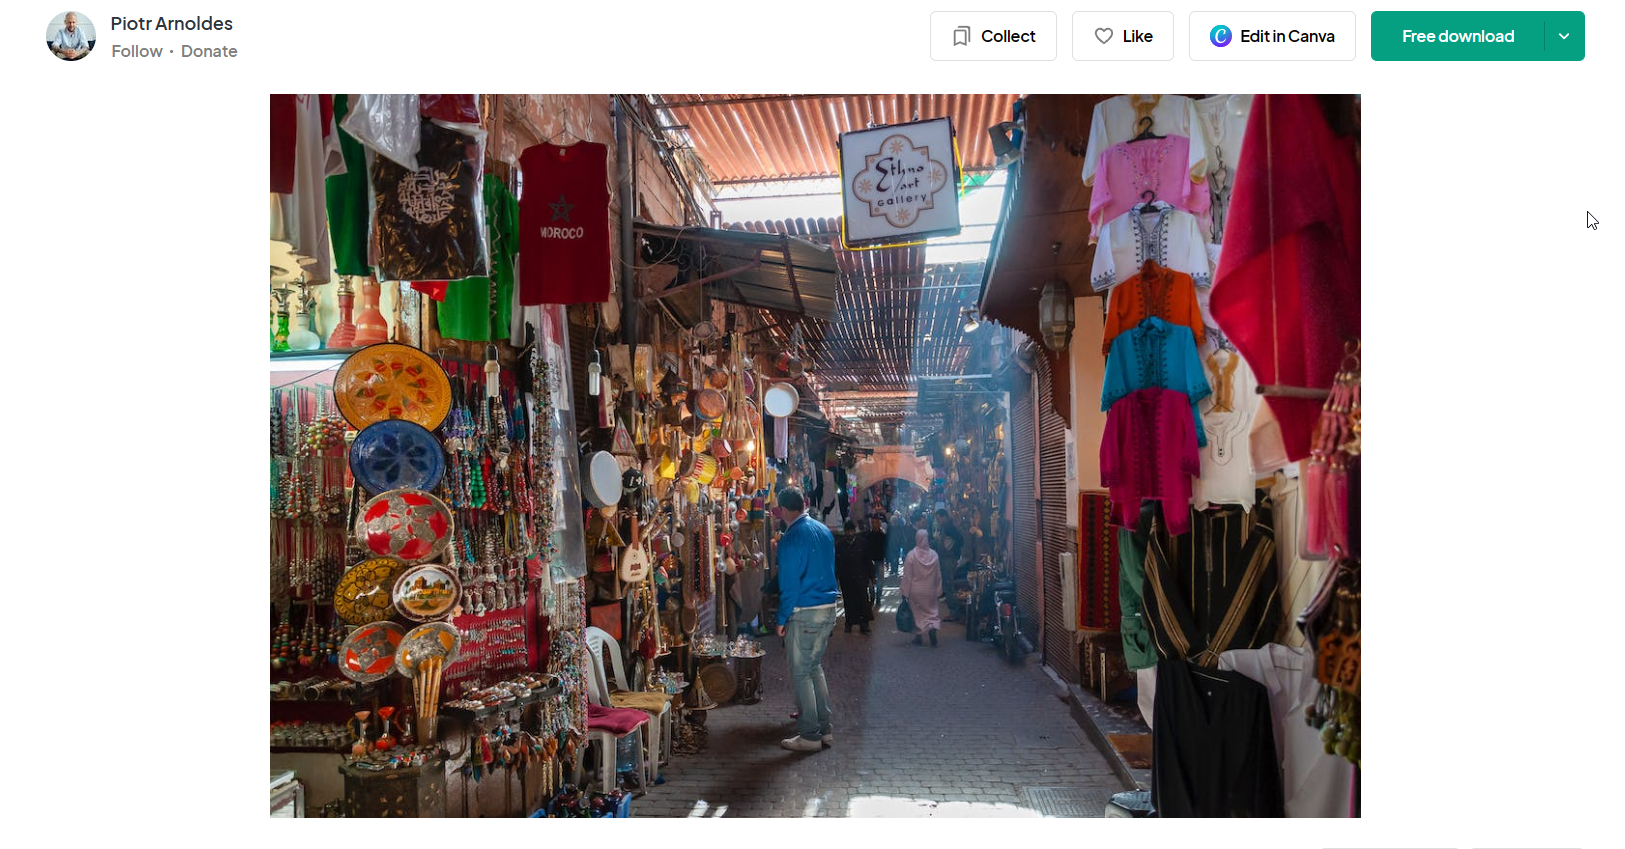 Piotr Arnoldes
Follow · Donate
Collect
Like
Edit in Canva
Free download
MOROCO
Ethno
art
gallery